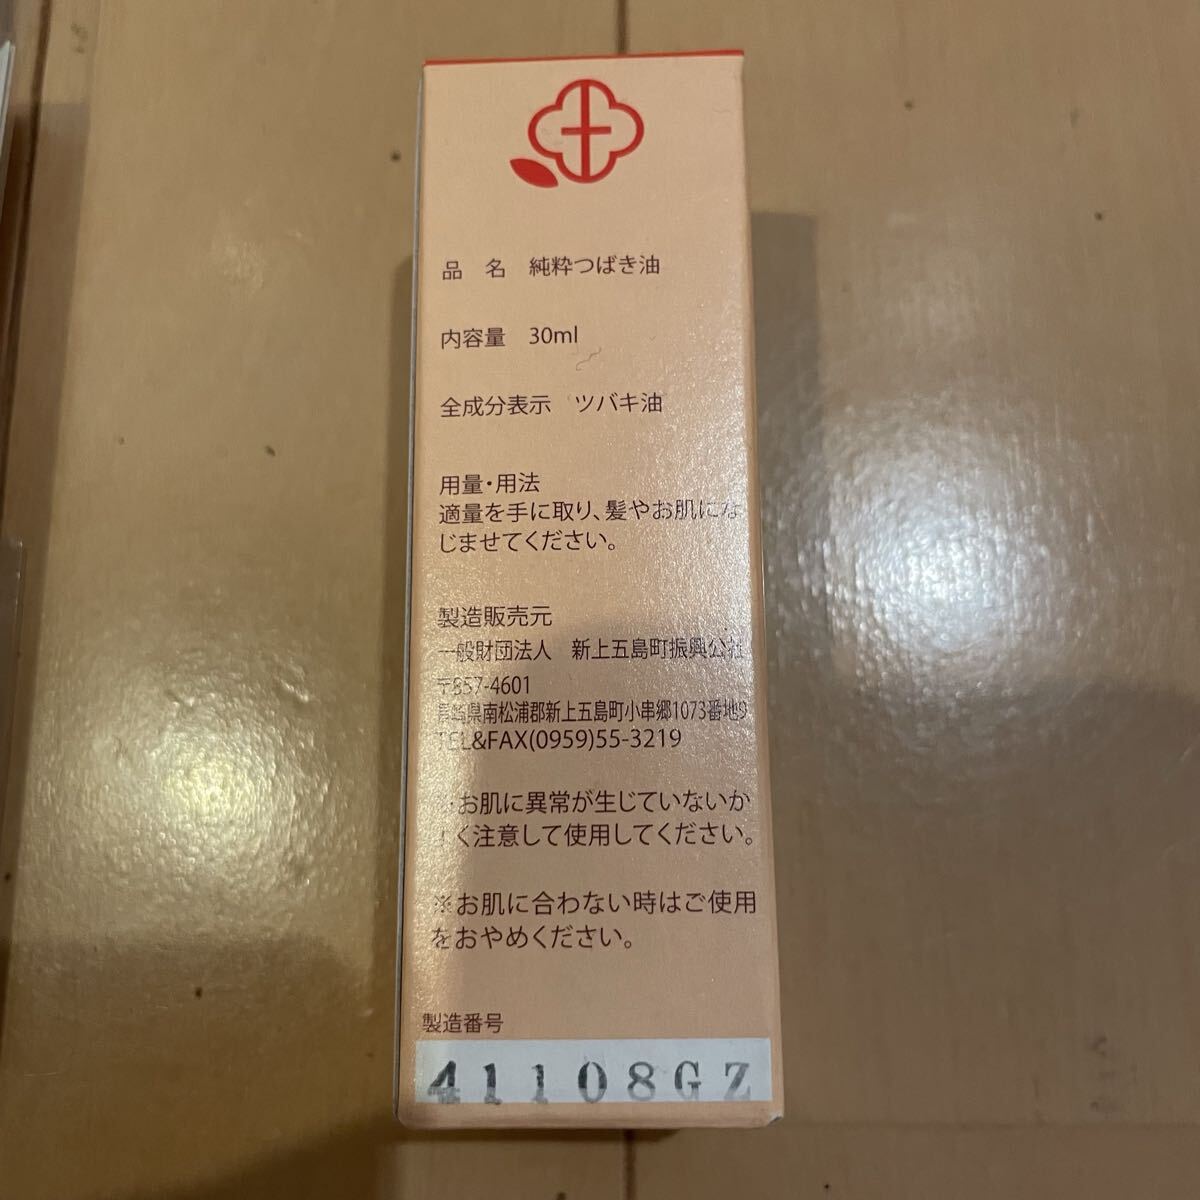 品 名 純粋つばき油
内容量 30ml
全成分表示 ツバキ油
用量・用法
適量を手に取り、髪やお肌にな
じませてください。
製造販売元
一般財団法人 新上五島町振興公社
〒857-4601
長崎県南松浦郡新上五島町小串郷1073番地9
TEL&FAX(0959)55-3219
※お肌に異常が生じていないか
よく注意して使用してください。
※お肌に合わない時はご使用
をおやめください。
製造番号
41108GZ